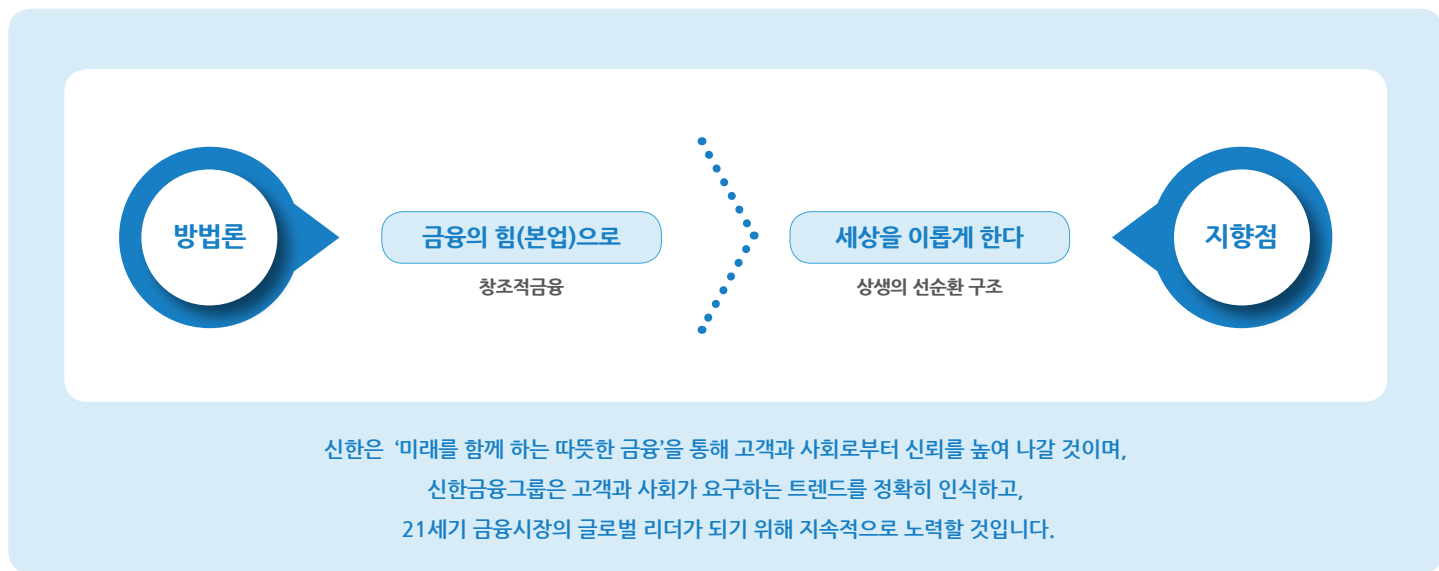 방법론
금융의 힘(본업)으로
창조적금융
세상을 이롭게 한다
상생의 선순환 구조
지향점
신한은 ‘미래를 함께 하는 따뜻한 금융’을 통해 고객과 사회로부터 신뢰를 높여 나갈 것이며,
신한금융그룹은 고객과 사회가 요구하는 트렌드를 정확히 인식하고,
21세기 금융시장의 글로벌 리더가 되기 위해 지속적으로 노력할 것입니다.